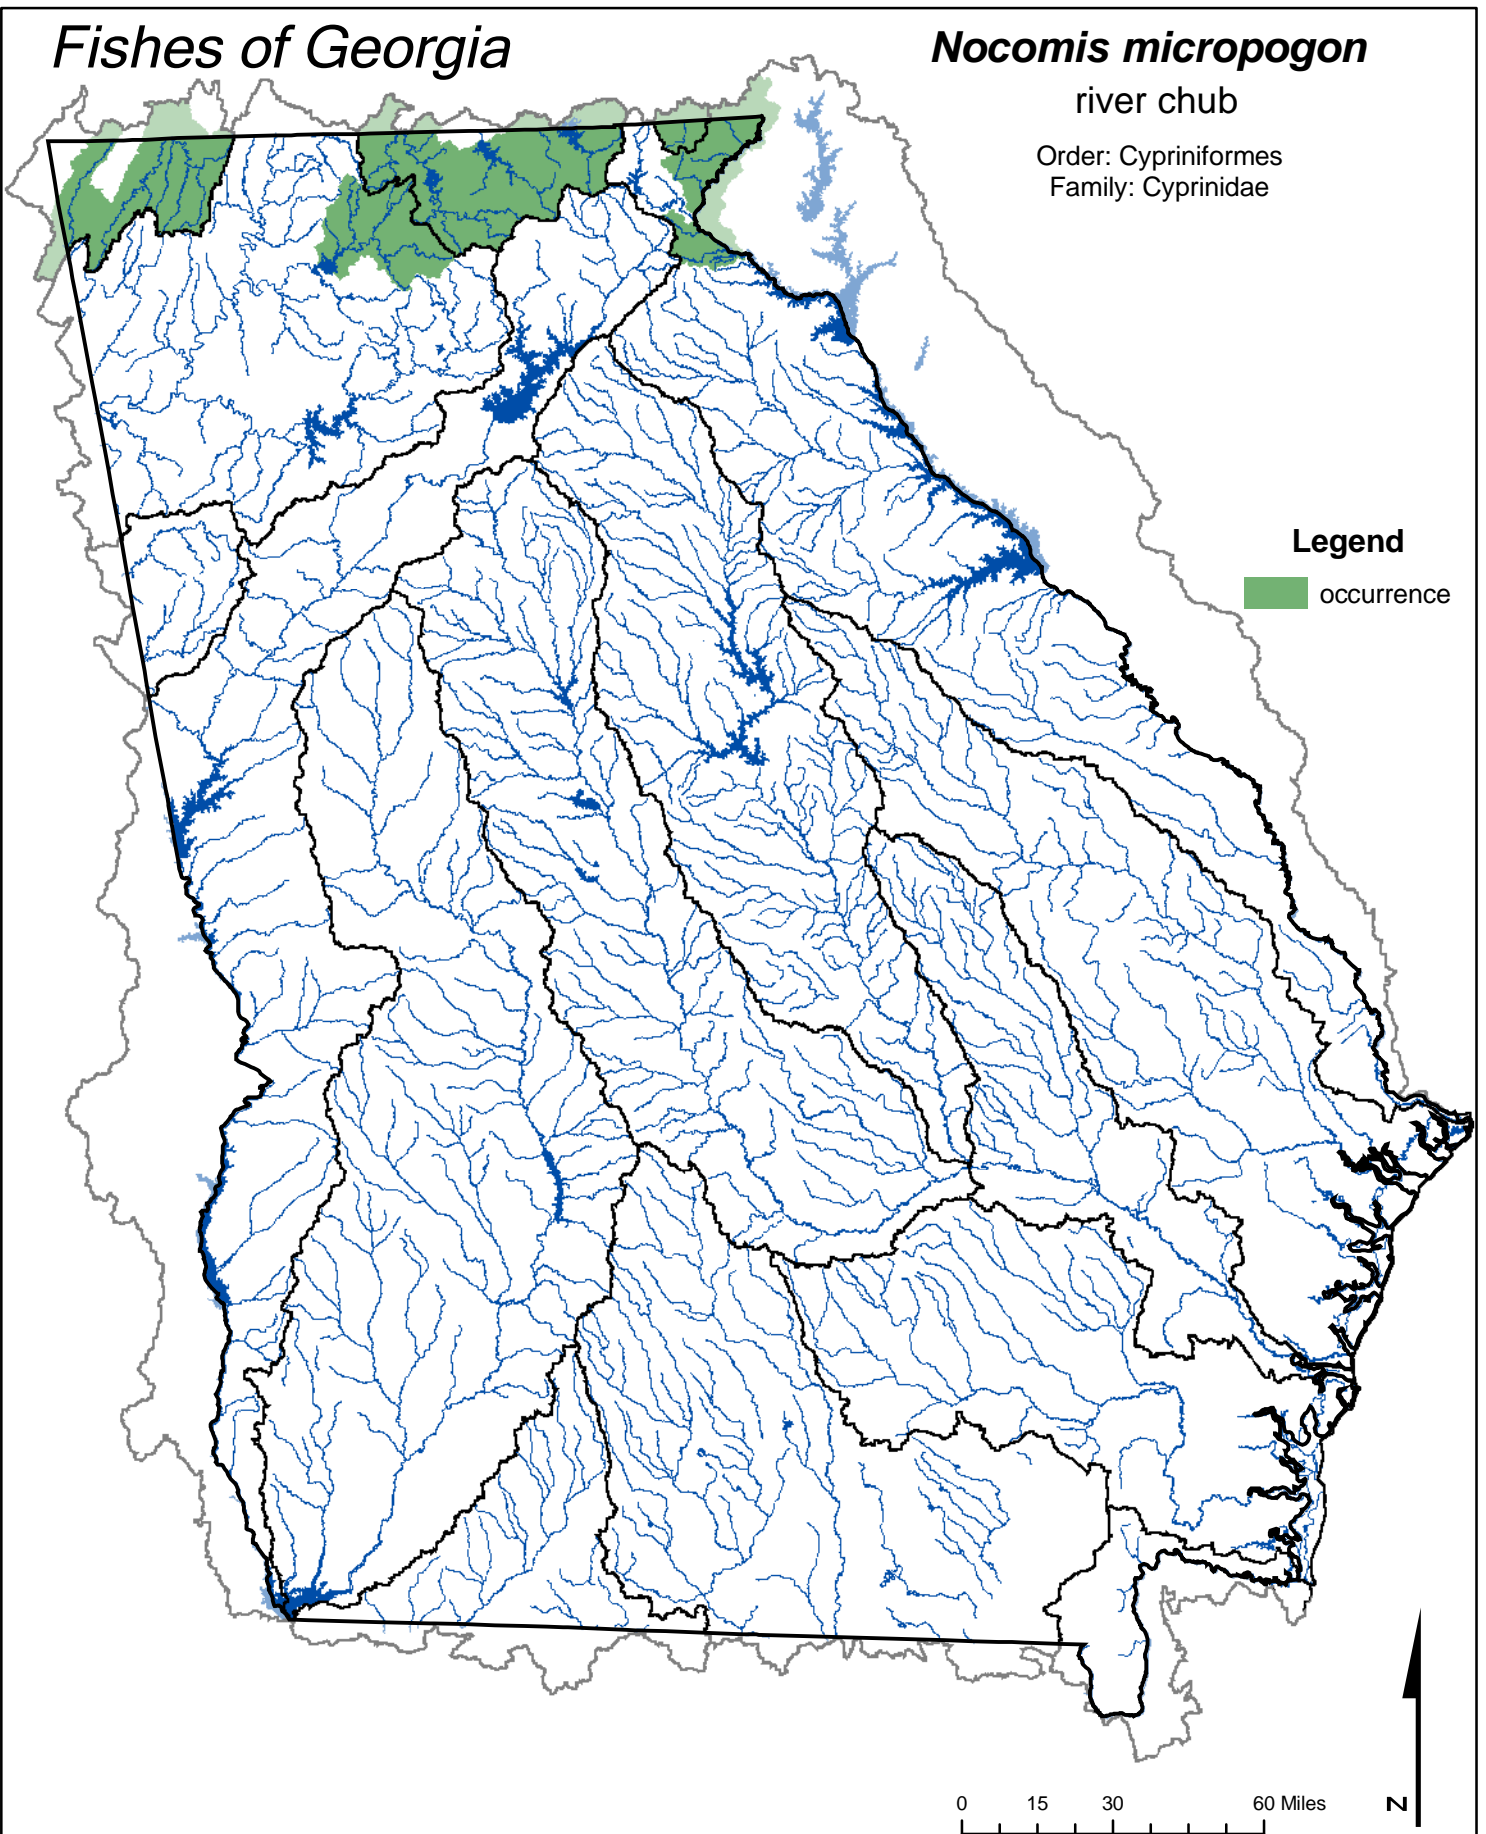 Fishes of Georgia
Nocomis micropogon
river chub
Order: Cypriniformes
Family: Cyprinidae
Legend
occurrence
0 15 30 60 Miles
N